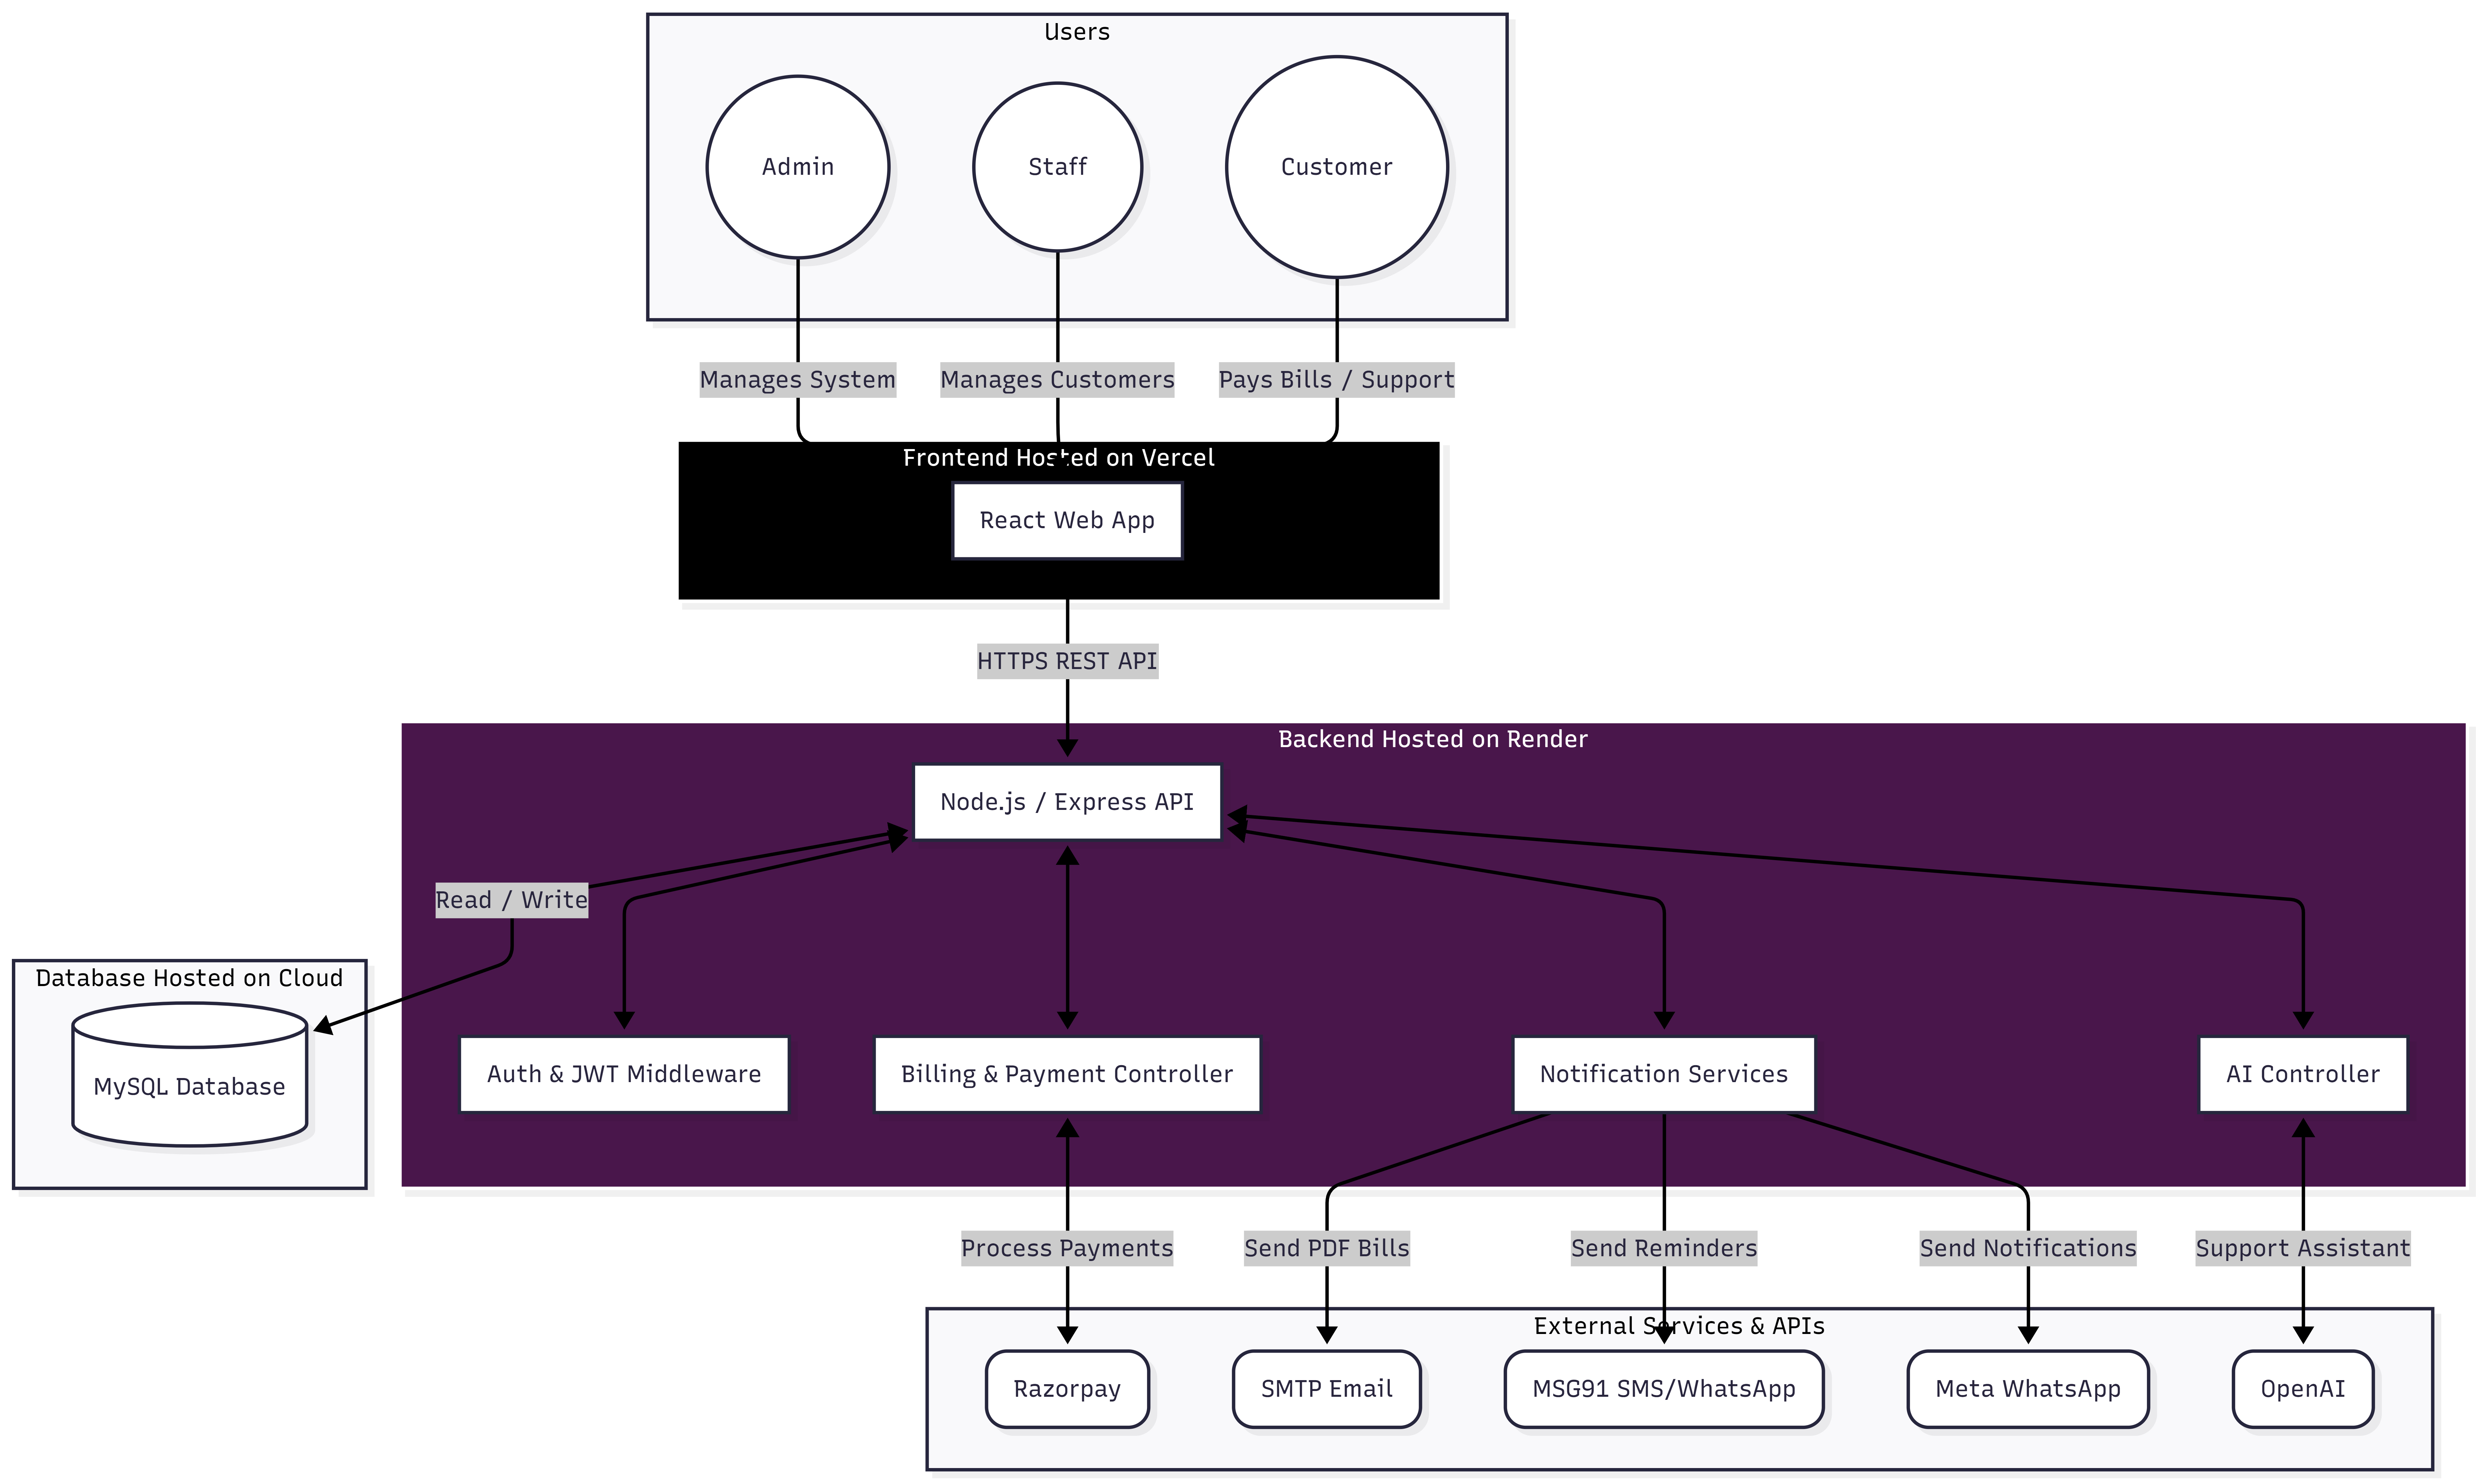 Users
Admin
Staff
Customer
Manages System
Manages Customers
Pays Bills / Support
Frontend Hosted on Vercel
React Web App
HTTPS REST API
Backend Hosted on Render
Node.js / Express API
Read / Write
Database Hosted on Cloud
MySQL Database
Auth & JWT Middleware
Billing & Payment Controller
Notification Services
AI Controller
Process Payments
Send PDF Bills
Send Reminders
Send Notifications
Support Assistant
External Services & APIs
Razorpay
SMTP Email
MSG91 SMS/WhatsApp
Meta WhatsApp
OpenAI